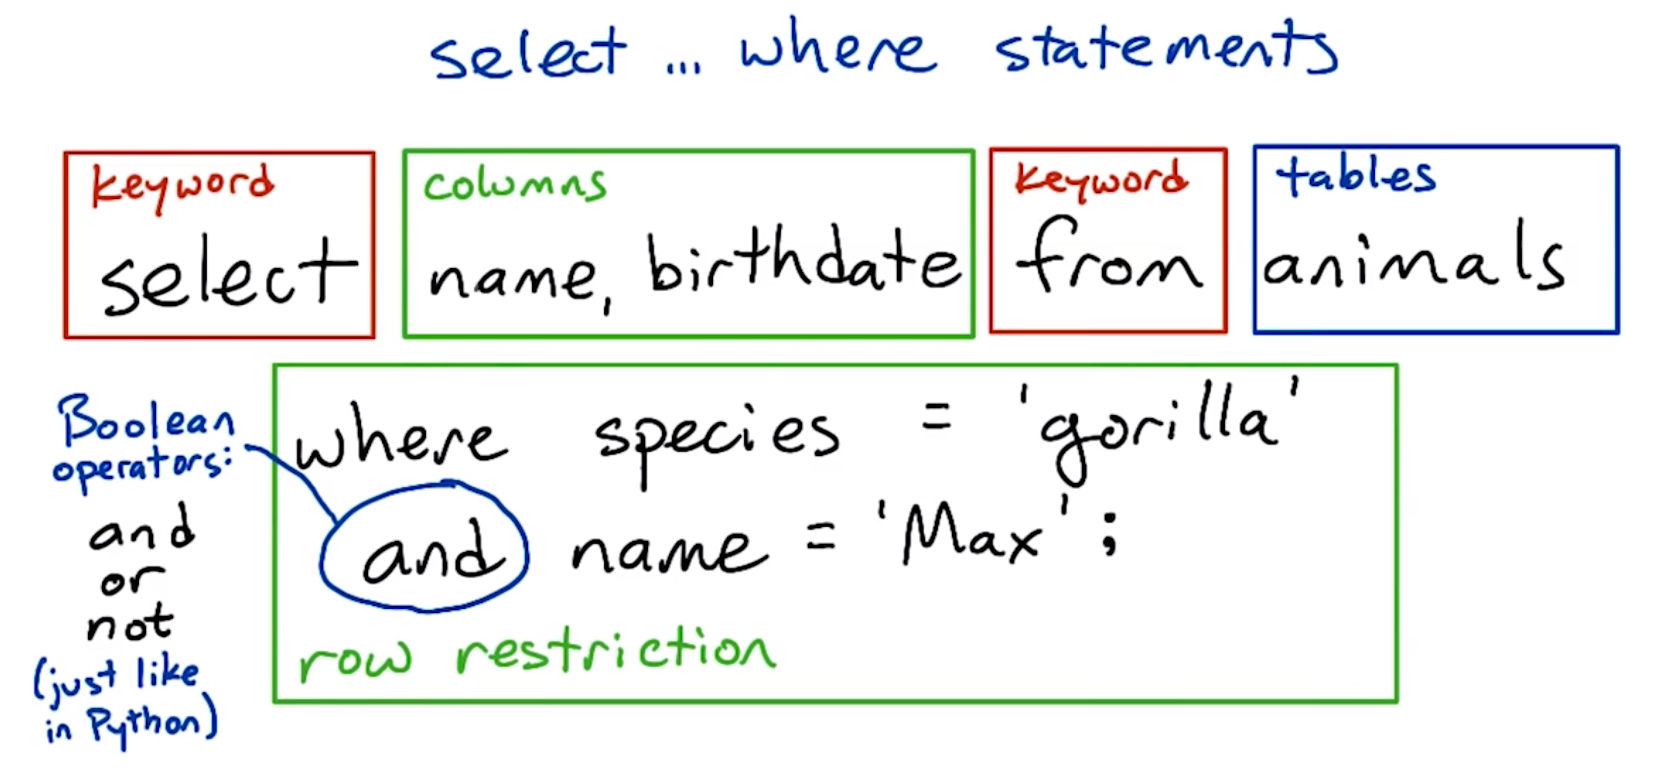 select ... where statements
keyword
select
columns
name, birthdate
keyword
from
tables
animals
Boolean
operators:
and
or
not
(just like
in Python)
where species = 'gorilla'
and name = 'Max' ;
row restriction